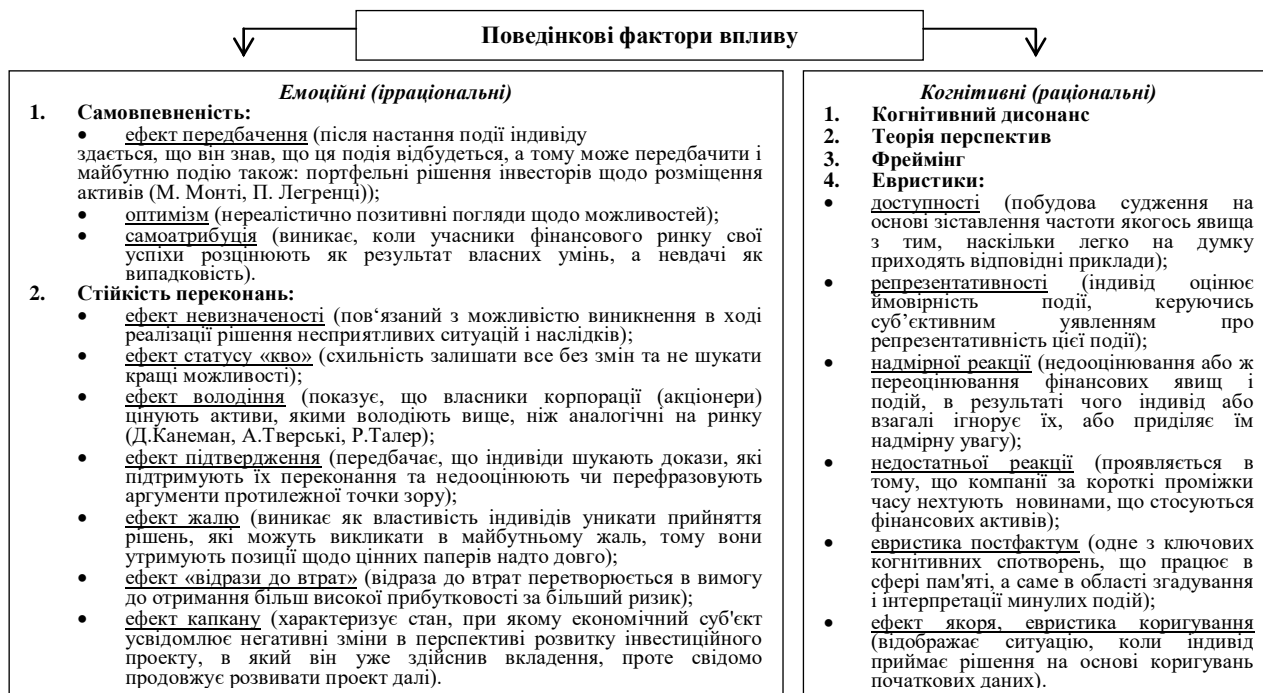 Поведінкові фактори впливу
Емоційні (ірраціональні)
1. Самовпевненість:
• ефект передбачення (після настання події індивіду
здається, що він знав, що ця подія відбудеться, а тому може передбачити і
майбутню подію також: портфельні рішення інвесторів щодо розміщення
активів (М. Монті, П. Легренці));
• оптимізм (нереалістично позитивні погляди щодо можливостей);
• самоатрибуція (виникає, коли учасники фінансового ринку свої
успіхи розцінюють як результат власних умінь, а невдачі як
випадковість).
2. Стійкість переконань:
• ефект невизначеності (пов‘язаний з можливістю виникнення в ході
реалізації рішення несприятливих ситуацій і наслідків);
• ефект статусу «кво» (схильність залишати все без змін та не шукати
кращі можливості);
• ефект володіння (показує, що власники корпорації (акціонери)
цінують активи, якими володіють вище, ніж аналогічні на ринку
(Д.Канеман, А.Тверські, Р.Талер);
• ефект підтвердження (передбачає, що індивіди шукають докази, які
підтримують їх переконання та недооцінюють чи перефразовують
аргументи протилежної точки зору);
• ефект жалю (виникає як властивість індивідів уникати прийняття
рішень, які можуть викликати в майбутньому жаль, тому вони
утримують позиції щодо цінних паперів надто довго);
• ефект «відрази до втрат» (відраза до втрат перетворюється в вимогу
до отримання більш високої прибутковості за більший ризик);
• ефект капкану (характеризує стан, при якому економічний суб'єкт
усвідомлює негативні зміни в перспективі розвитку інвестиційного
проекту, в який він уже здійснив вкладення, проте свідомо
продовжує розвивати проект далі).
Когнітивні (раціональні)
1. Когнітивний дисонанс
2. Теорія перспектив
3. Фреймінг
4. Евристики:
• доступності (побудова судження на
основі зіставлення частоти якогось явища
з тим, наскільки легко на думку
приходять відповідні приклади);
• репрезентативності (індивід оцінює
ймовірність події, керуючись
суб’єктивним уявленням про
репрезентативність цієї події);
• надмірної реакції (недооцінювання або ж
переоцінювання фінансових явищ і
подій, в результаті чого індивід або
взагалі ігнорує їх, або приділяє їм
надмірну увагу);
• недостатньої реакції (проявляється в
тому, що компанії за короткі проміжки
часу нехтують новинами, що стосуються
фінансових активів);
• евристика постфактум (одне з ключових
когнітивних спотворень, що працює в
сфері пам'яті, а саме в області згадування
і інтерпретації минулих подій);
• ефект якоря, евристика коригування
(відображає ситуацію, коли індивід
приймає рішення на основі коригувань
початкових даних).